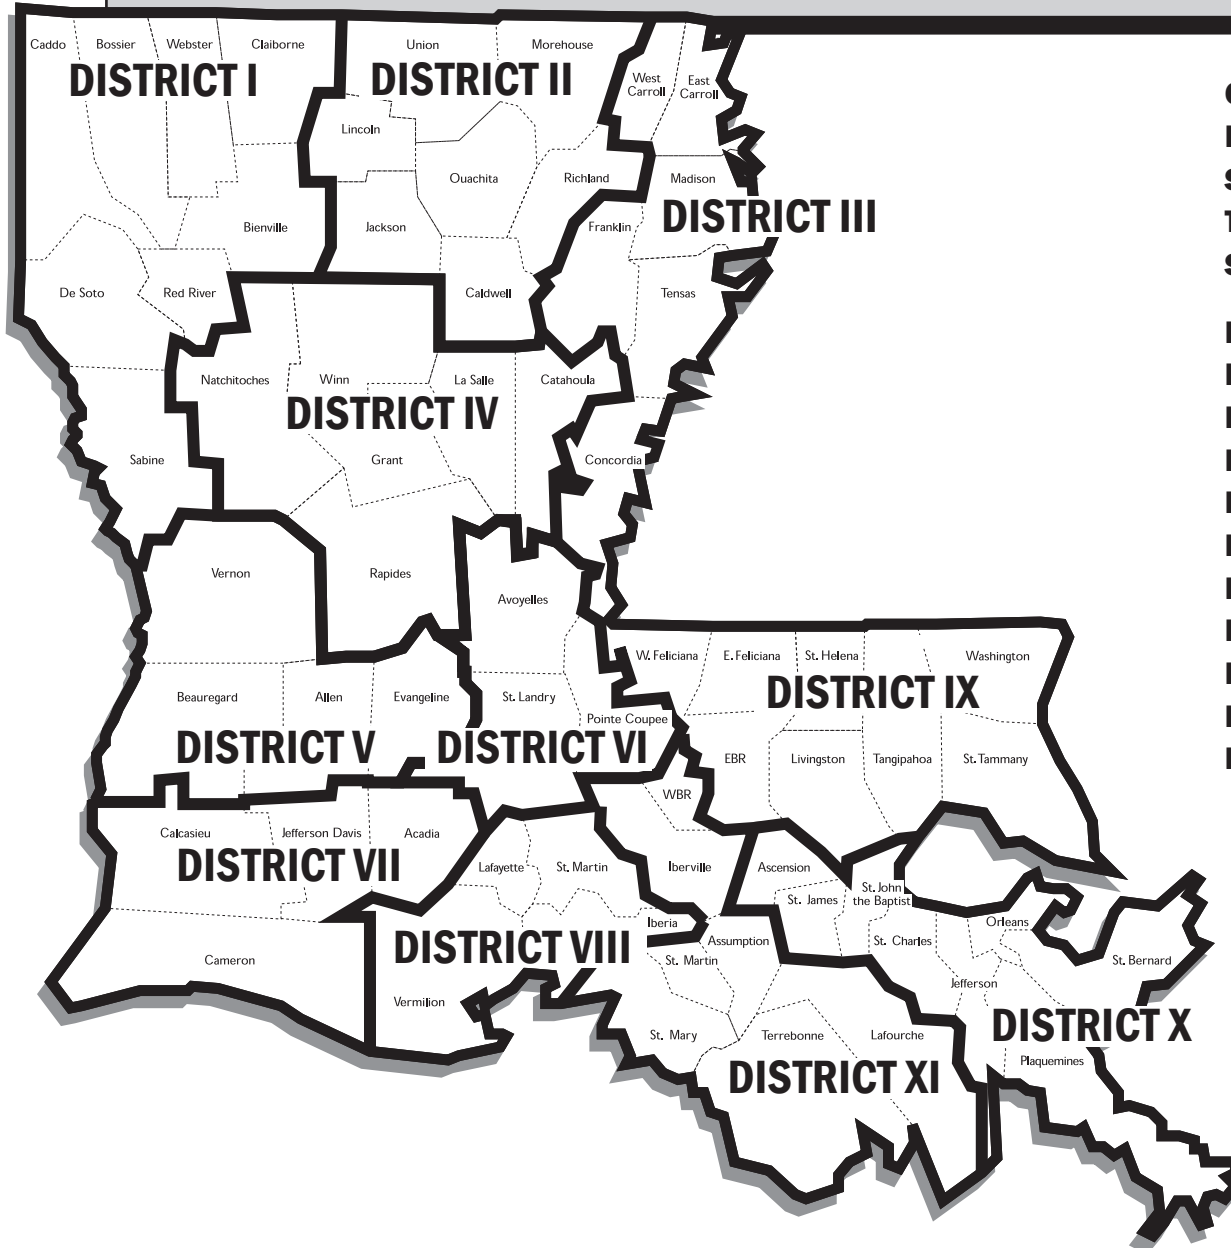 Caddo Bossier Webster Claiborne Union Morehouse
DISTRICT I DISTRICT II
West Carroll East Carroll
Lincoln
Ouachita Richland Madison
DISTRICT III
Bienville Jackson Franklin
De Soto Red River Caldwell Tensas
Natchitoches Winn La Salle Catahoula
DISTRICT IV
Sabine Grant Concordia
Vernon Rapides
Avoyelles
W. Feliciana E. Feliciana St. Helena Washington
DISTRICT IX
Beauregard Allen Evangeline St. Landry
Pointe Coupee
DISTRICT V DISTRICT VI
EBR Livingston Tangipahoa St. Tammany
WBR
Calcasieu Jefferson Davis Acadia
DISTRICT VII
Lafayette St. Martin Iberville Ascension
St. James St. John
the Baptist
Iberia Assumption St. Charles Orleans
DISTRICT VIII
Cameron St. Martin St. Bernard
Jefferson
Vermilion
DISTRICT X
St. Mary Terrebonne Lafourche
Plaquemines
DISTRICT XI